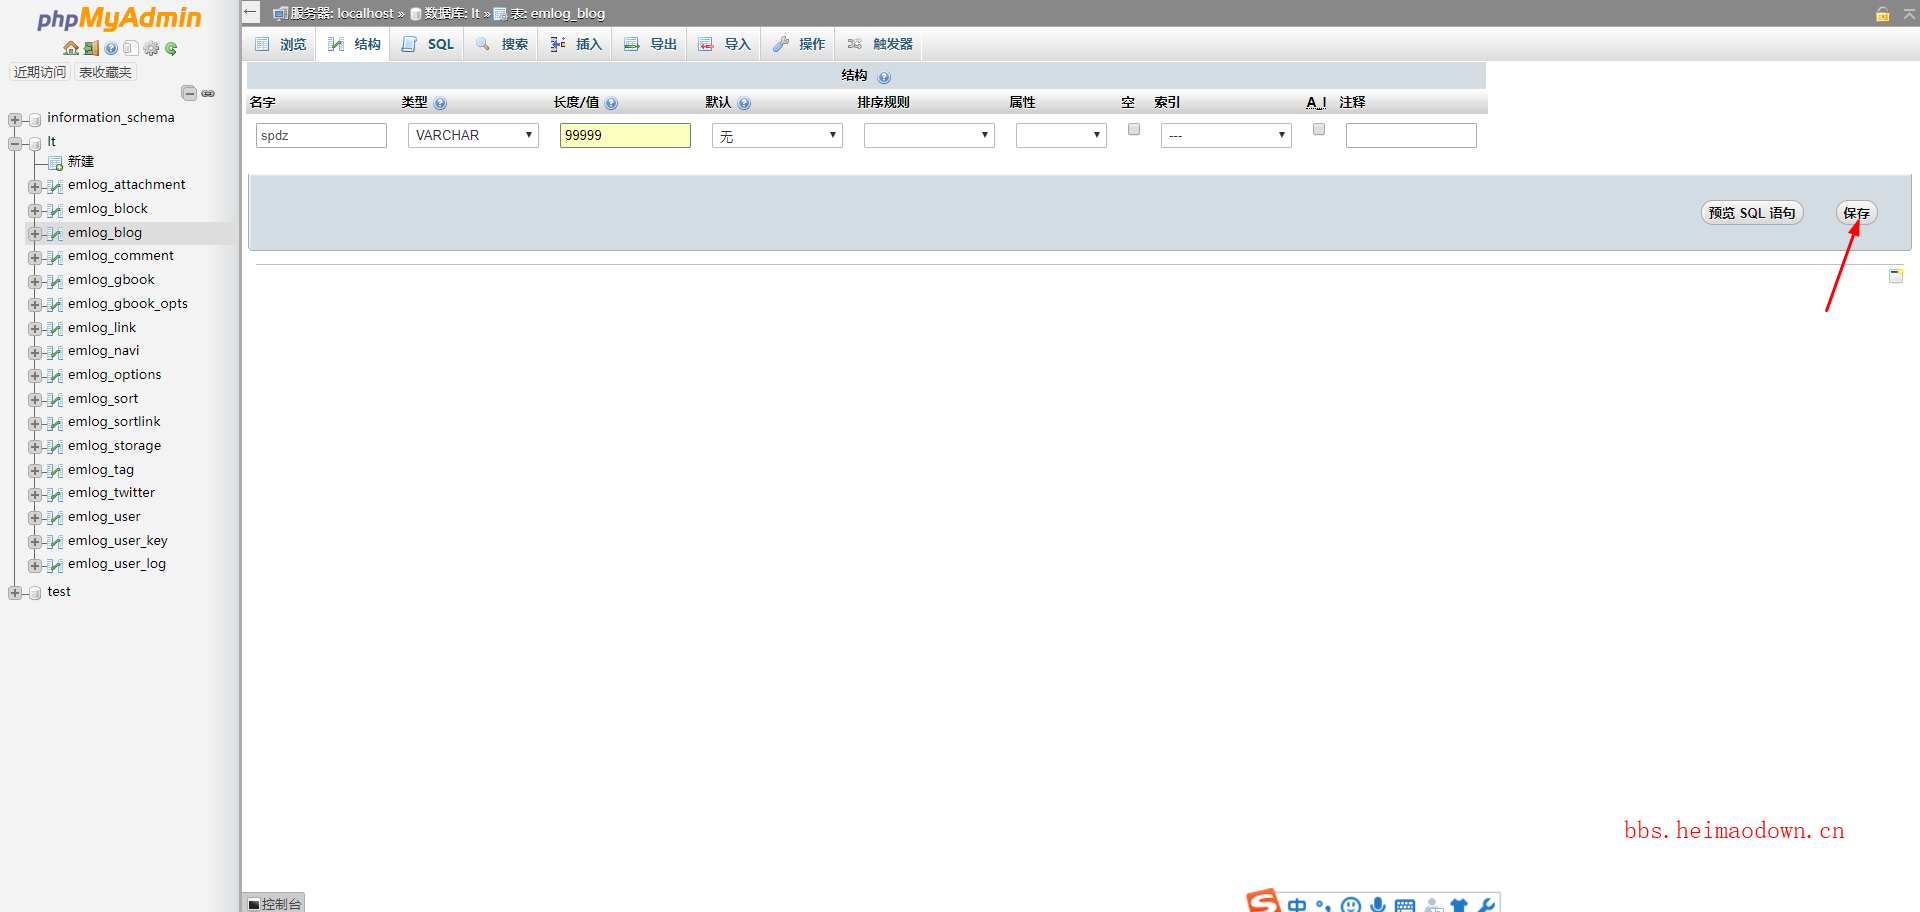 phpMyAdmin
近期访问 表收藏夹
information_schema
lt
新建
emlog_attachment
emlog_block
emlog_blog
emlog_comment
emlog_gbook
emlog_gbook_opts
emlog_link
emlog_navi
emlog_options
emlog_sort
emlog_sortlink
emlog_storage
emlog_tag
emlog_twitter
emlog_user
emlog_user_key
emlog_user_log
test
服务器: localhost » 数据库: lt » 表: emlog_blog
浏览 结构 SQL 搜索 插入 导出 导入 操作 触发器
结构
名字 类型 长度/值 默认 排序规则 属性 空 索引 A_I 注释
spdz VARCHAR 99999 无 ---
预览 SQL 语句 保存
bbs.heimaodown.cn
控制台
中